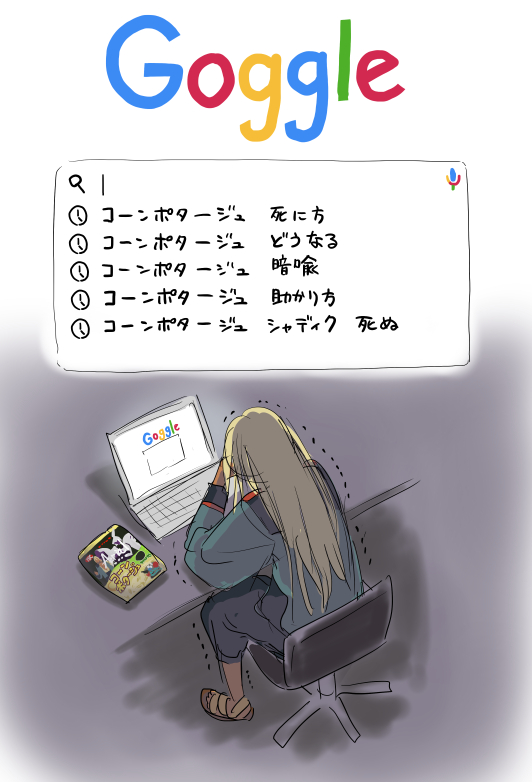 Goggle
コーンポタージュ 死に方
コーンポタージュ どうなる
コーンポタージュ 暗喩
コーンポタージュ 助かり方
コーンポタージュ シャディク 死ぬ
Goggle